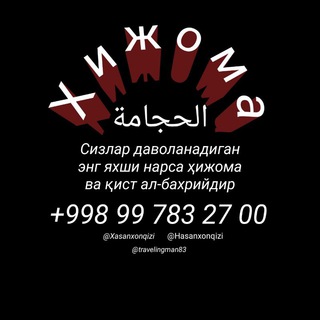 Хижома
الحجامة
Сизлар даволанадиган
энг яхши нарса ҳижома
ва қист ал-бахрийдир
+998 99 783 27 00
@Xasanxonqizi @Hasanxonqizi
@travelingman83